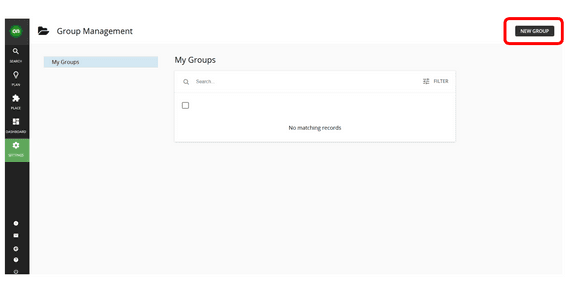 on
Group Management
NEW GROUP
SEARCH
PLAN
PLACE
DASHBOARD
SETTINGS
My Groups
My Groups
Search...
FILTER
No matching records